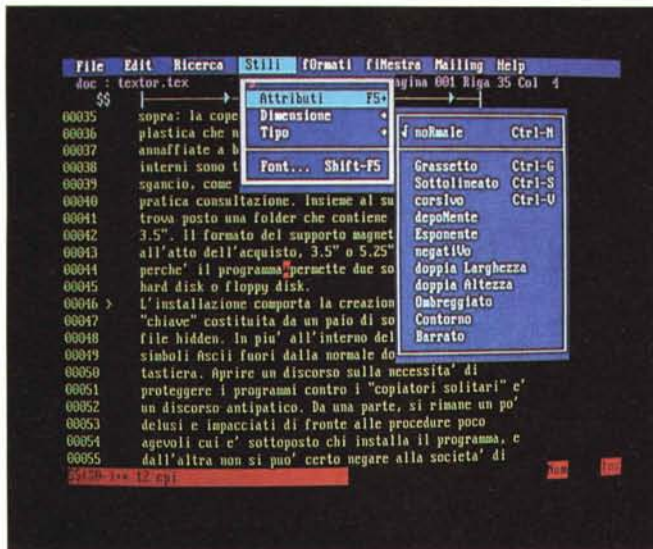 File Edit Ricerca Stili fOrmati fiNestra Mailing Help
doc : textor.tex agina 001 Riga 35 Col 4
$$
Attributi F5
Dimensione
Tipo
Font... Shift-F5
noRmale Ctrl-N
Grassetto Ctrl-G
Sottolineato Ctrl-S
corsIvo Ctrl-V
depoNente
Esponente
negatiVo
doppia Larghezza
doppia Altezza
Ombreggiato
Contorno
Barrato
00035 sopra: la cope
00036 plastica che n
00037 annaffiate a b
00038 interni sono t
00039 sgancio, come
00040 pratica consultazione. Insieme al su
00041 trova posto una folder che contiene
00042 3.5". il formato del supporto magnet
00043 all'atto dell'acquisto, 3.5" o 5.25"
00044 perche' il programma permette due so
00045 hard disk o floppy disk.
00046 > L'installazione comporta la creazion
00047 "chiave" costituita da un paio di so
00048 file hidden. In piu' all'interno del
00049 simboli Ascii fuori dalla normale do
00050 tastiera. Aprire un discorso sulla necessita' di
00051 proteggere i programmi contro i "copiatori solitari" e'
00052 un discorso antipatico. Da una parte, si rimane un po'
00053 delusi e impacciati di fronte alle procedure poco
00054 agevoli cui e' sottoposto chi installa il programma, e
00055 dall'altra non si puo' certo negare alla societa' di
12 cpi Num